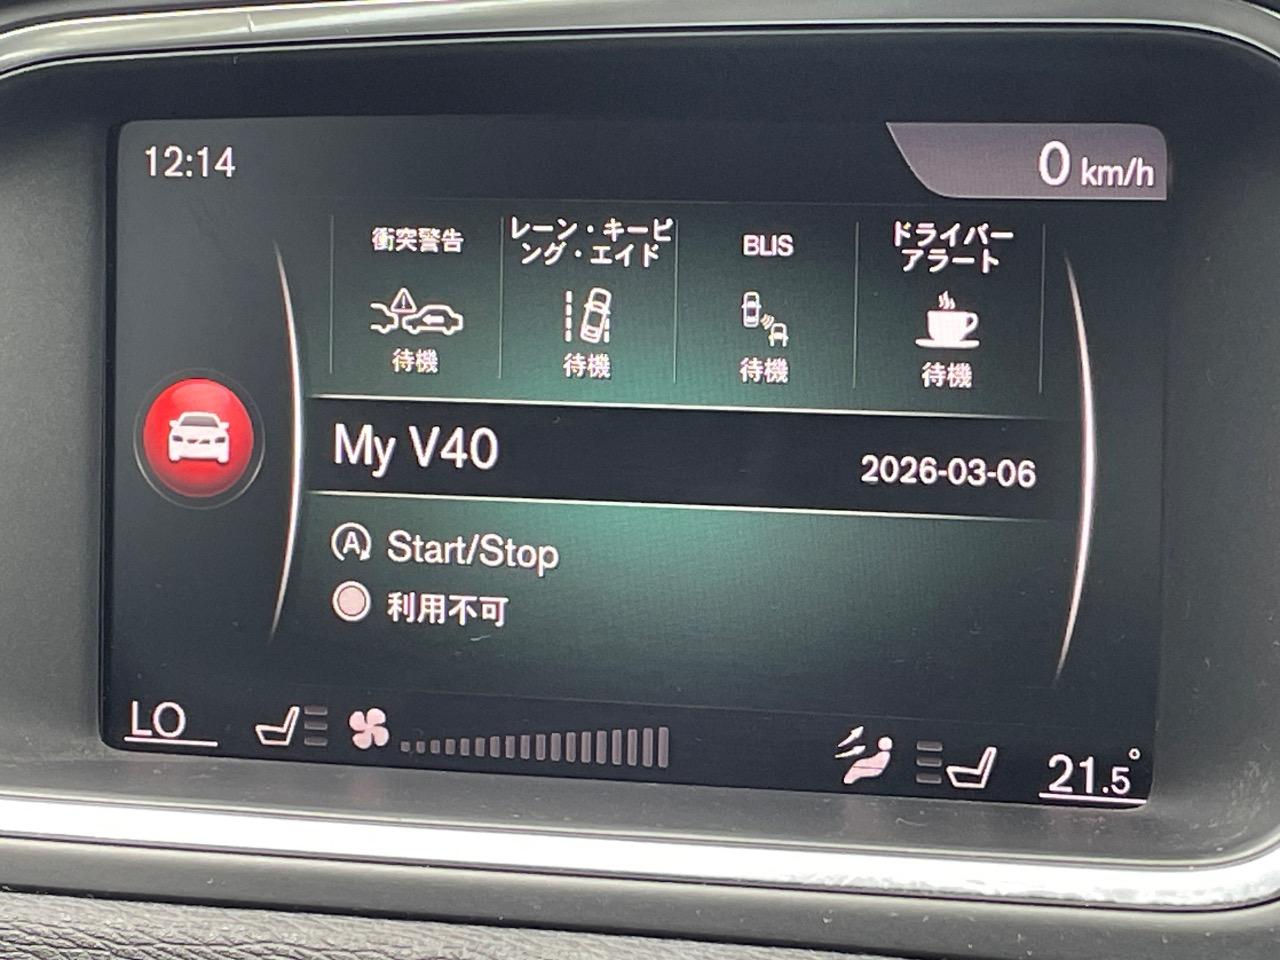 12:14
0 km/h
衝突警告
レーン・キーピ
ング・エイド
BLIS
ドライバー
アラート
待機
待機
待機
待機
My V40
2026-03-06
A Start/Stop
利用不可
LO
21.5°